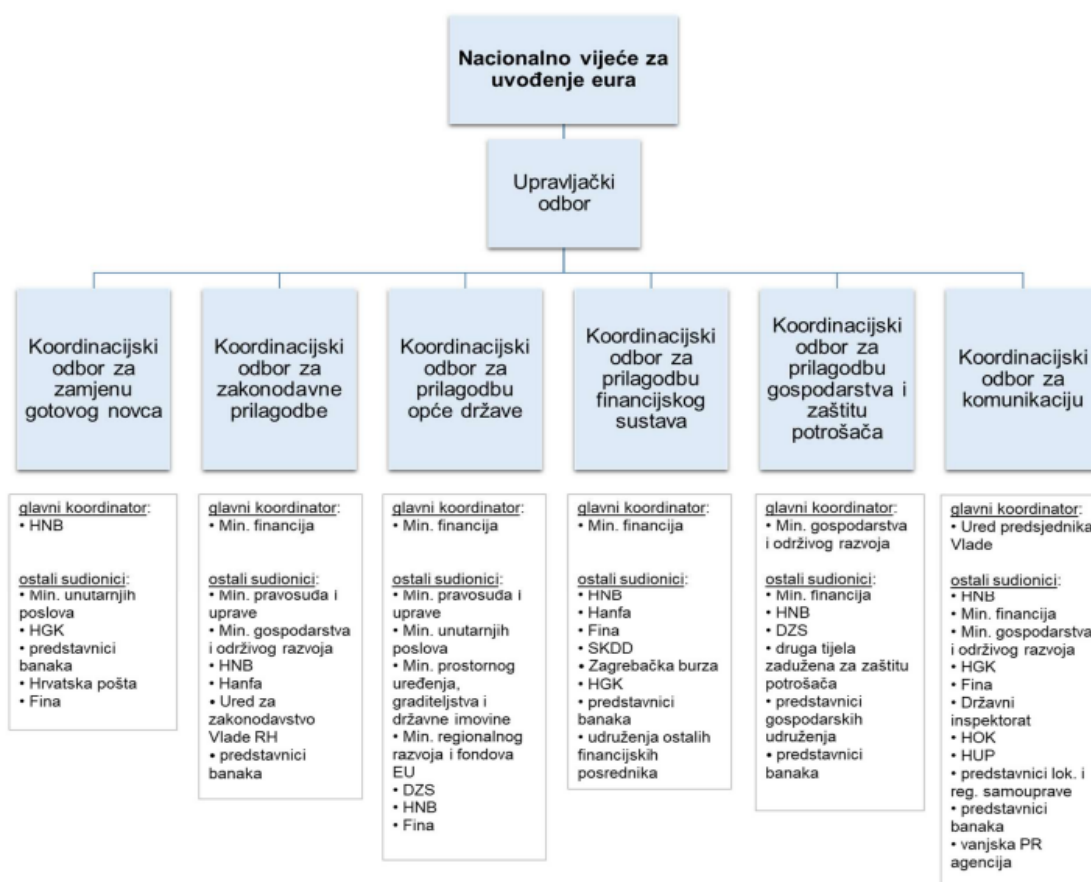 Nacionalno vijeće za
uvođenje eura
Upravljački
odbor
Koordinacijski
odbor za
zamjenu
gotovog novca
Koordinacijski
odbor za
zakonodavne
prilagodbe
Koordinacijski
odbor za
prilagodbu
opće države
Koordinacijski
odbor za
prilagodbu
financijskog
sustava
Koordinacijski
odbor za
prilagodbu
gospodarstva i
zaštitu
potrošača
Koordinacijski
odbor za
komunikaciju
glavni koordinator:
• HNB
ostali sudionici:
• Min. unutarnjih
poslova
• HGK
• predstavnici
banaka
• Hrvatska pošta
• Fina
glavni koordinator:
• Min. financija
ostali sudionici:
• Min. pravosuđa i
uprave
• Min. gospodarstva
i održivog razvoja
• HNB
• Hanfa
• Ured za
zakonodavstvo
Vlade RH
• predstavnici
banaka
glavni koordinator:
• Min. financija
ostali sudionici:
• Min. pravosuđa i
uprave
• Min. unutarnjih
poslova
• Min. prostornog
uređenja,
graditeljstva i
državne imovine
• Min. regionalnog
razvoja i fondova
EU
• DZS
• HNB
• Fina
glavni koordinator:
• Min. financija
ostali sudionici:
• HNB
• Hanfa
• Fina
• SKDD
• Zagrebačka burza
• HGK
• predstavnici
banaka
• udruženja ostalih
financijskih
posrednika
glavni koordinator:
• Min. gospodarstva
i održivog razvoja
ostali sudionici:
• Min. financija
• HNB
• DZS
• druga tijela
zadužena za zaštitu
potrošača
• predstavnici
gospodarskih
udruženja
• predstavnici
banaka
glavni koordinator:
• Ured predsjednika
Vlade
ostali sudionici:
• HNB
• Min. financija
• Min. gospodarstva
i održivog razvoja
• HGK
• Fina
• Državni
inspektorat
• HOK
• HUP
• predstavnici lok. i
reg. samouprave
• predstavnici
banaka
• vanjska PR
agencija